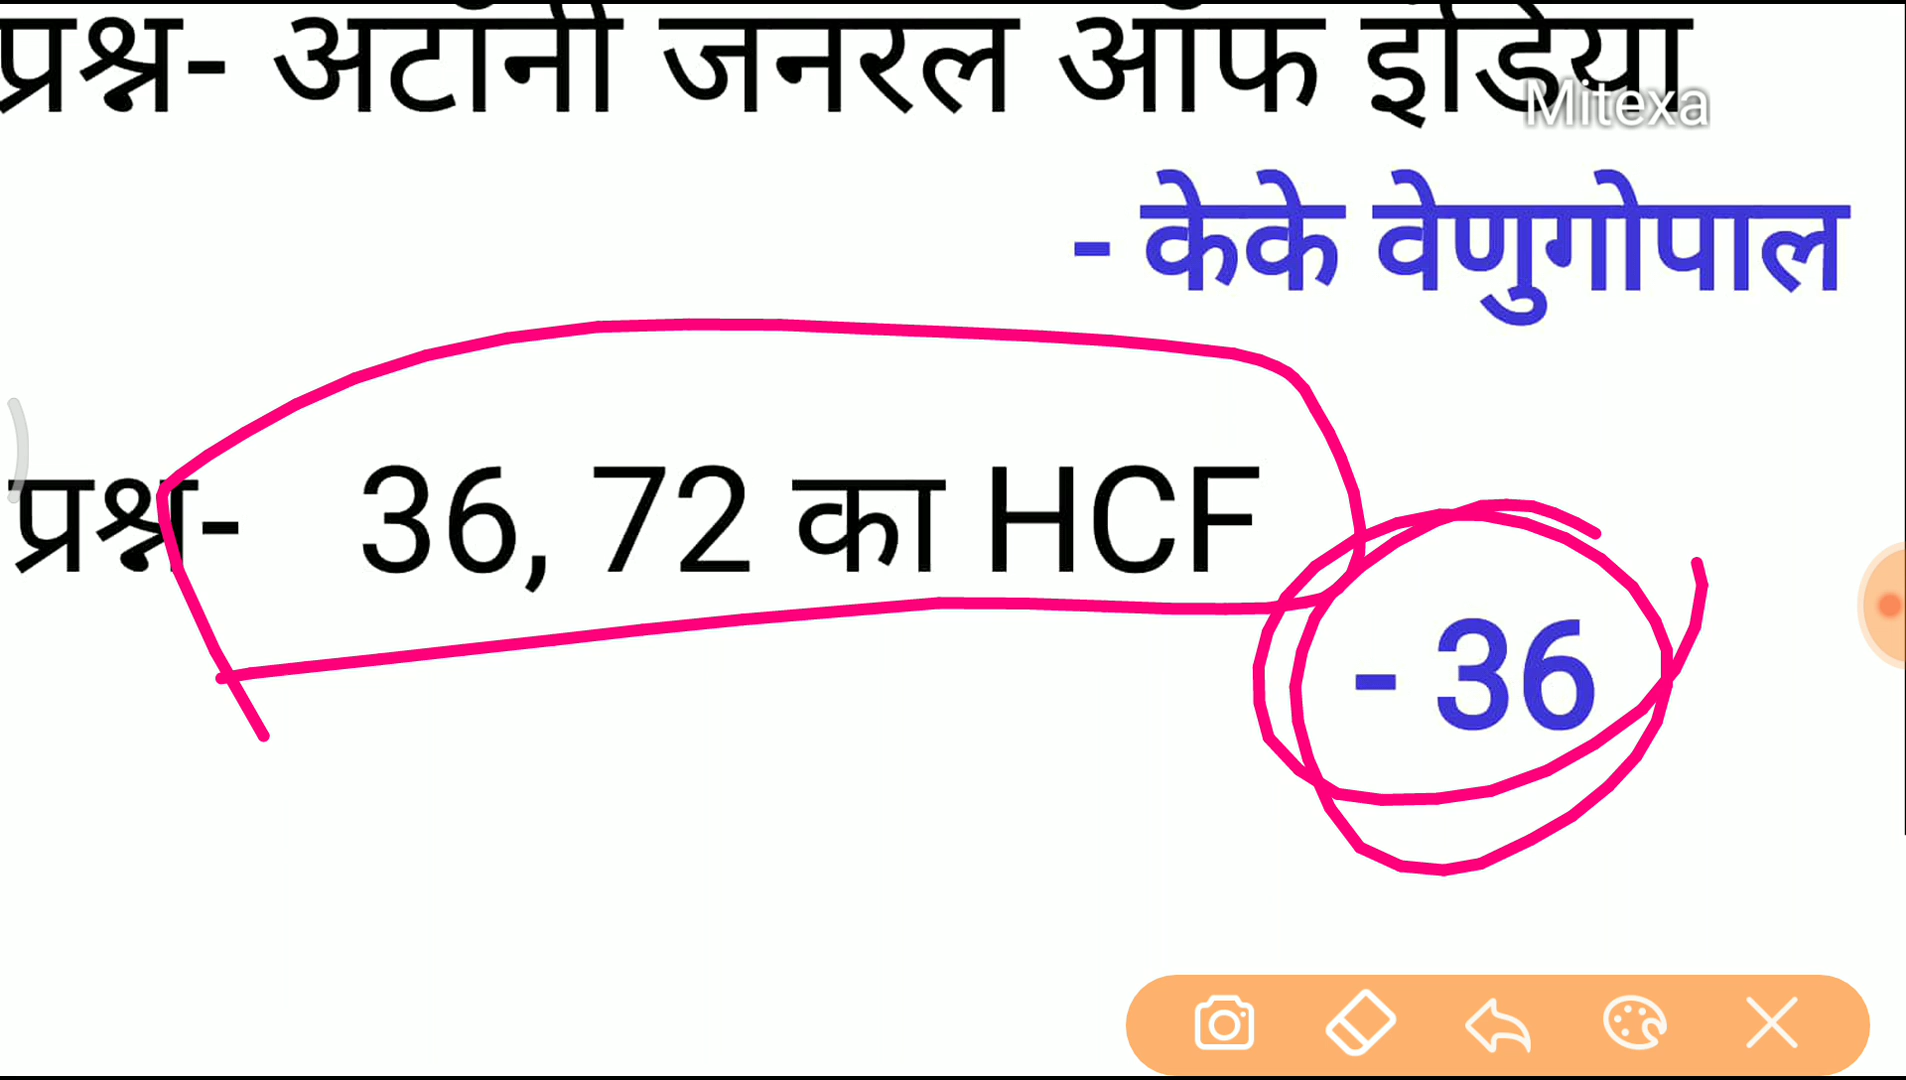 प्रश्न- अटॉर्नी जनरल ऑफ इंडिया
Mitexa
- केके वेणुगोपाल
प्रश्न- 36, 72 का HCF
- 36